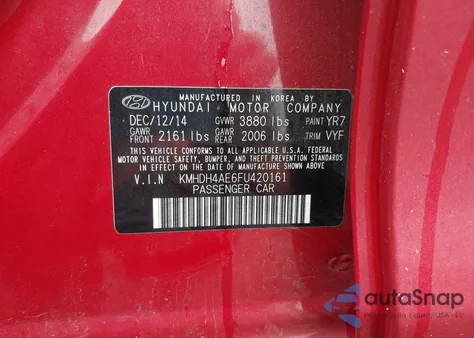 HYUNDAI MOTOR COMPANY
MANUFACTURED BY
DEC/12/14 GVWR 3880 lbs PAINT YR7
GAWR FRONT 2161 lbs GAWR REAR 2006 lbs TRIM VYF
THIS VEHICLE CONFORMS TO ALL APPLICABLE U.S. FEDERAL MOTOR
VEHICLE SAFETY, BUMPER, AND THEFT PREVENTION
STANDARDS IN EFFECT ON THE DATE OF MANUFACTURE
SHOWN ABOVE.
V.I.N KMHDH4AE6FU420161
PASSENGER CAR
autoSnap